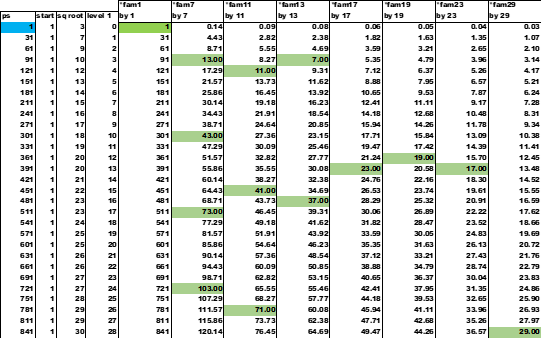 *fam1 *fam7 *fam11 *fam13 *fam17 *fam19 *fam23 *fam29
ps start sq root level 1 by 1 by 7 by 11 by 13 by 17 by 19 by 23 by 29
1 1 3 0 1 0.14 0.09 0.08 0.06 0.05 0.04 0.03
31 1 7 1 31 4.43 2.82 2.38 1.82 1.63 1.35 1.07
61 1 9 2 61 8.71 5.55 4.69 3.59 3.21 2.65 2.10
91 1 10 3 91 13.00 8.27 7.00 5.35 4.79 3.96 3.14
121 1 12 4 121 17.29 11.00 9.31 7.12 6.37 5.26 4.17
151 1 13 5 151 21.57 13.73 11.62 8.88 7.95 6.57 5.21
181 1 14 6 181 25.86 16.45 13.92 10.65 9.53 7.87 6.24
211 1 15 7 211 30.14 19.18 16.23 12.41 11.11 9.17 7.28
241 1 16 8 241 34.43 21.91 18.54 14.18 12.68 10.48 8.31
271 1 17 9 271 38.71 24.64 20.85 15.94 14.26 11.78 9.34
301 1 18 10 301 43.00 27.36 23.15 17.71 15.84 13.09 10.38
331 1 19 11 331 47.29 30.09 25.46 19.47 17.42 14.39 11.41
361 1 20 12 361 51.57 32.82 27.77 21.24 19.00 15.70 12.45
391 1 20 13 391 55.86 35.55 30.08 23.00 20.58 17.00 13.48
421 1 21 14 421 60.14 38.27 32.38 24.76 22.16 18.30 14.52
451 1 22 15 451 64.43 41.00 34.69 26.53 23.74 19.61 15.55
481 1 23 16 481 68.71 43.73 37.00 28.29 25.32 20.91 16.59
511 1 23 17 511 73.00 46.45 39.31 30.06 26.89 22.22 17.62
541 1 24 18 541 77.29 49.18 41.62 31.82 28.47 23.52 18.66
571 1 25 19 571 81.57 51.91 43.92 33.59 30.05 24.83 19.69
601 1 25 20 601 85.86 54.64 46.23 35.35 31.63 26.13 20.72
631 1 26 21 631 90.14 57.36 48.54 37.12 33.21 27.43 21.76
661 1 26 22 661 94.43 60.09 50.85 38.88 34.79 28.74 22.79
691 1 27 23 691 98.71 62.82 53.15 40.65 36.37 30.04 23.83
721 1 27 24 721 103.00 65.55 55.46 42.41 37.95 31.35 24.86
751 1 28 25 751 107.29 68.27 57.77 44.18 39.53 32.65 25.90
781 1 28 26 781 111.57 71.00 60.08 45.94 41.11 33.96 26.93
811 1 29 27 811 115.86 73.73 62.38 47.71 42.68 35.26 27.97
841 1 30 28 841 120.14 76.45 64.69 49.47 44.26 36.57 29.00